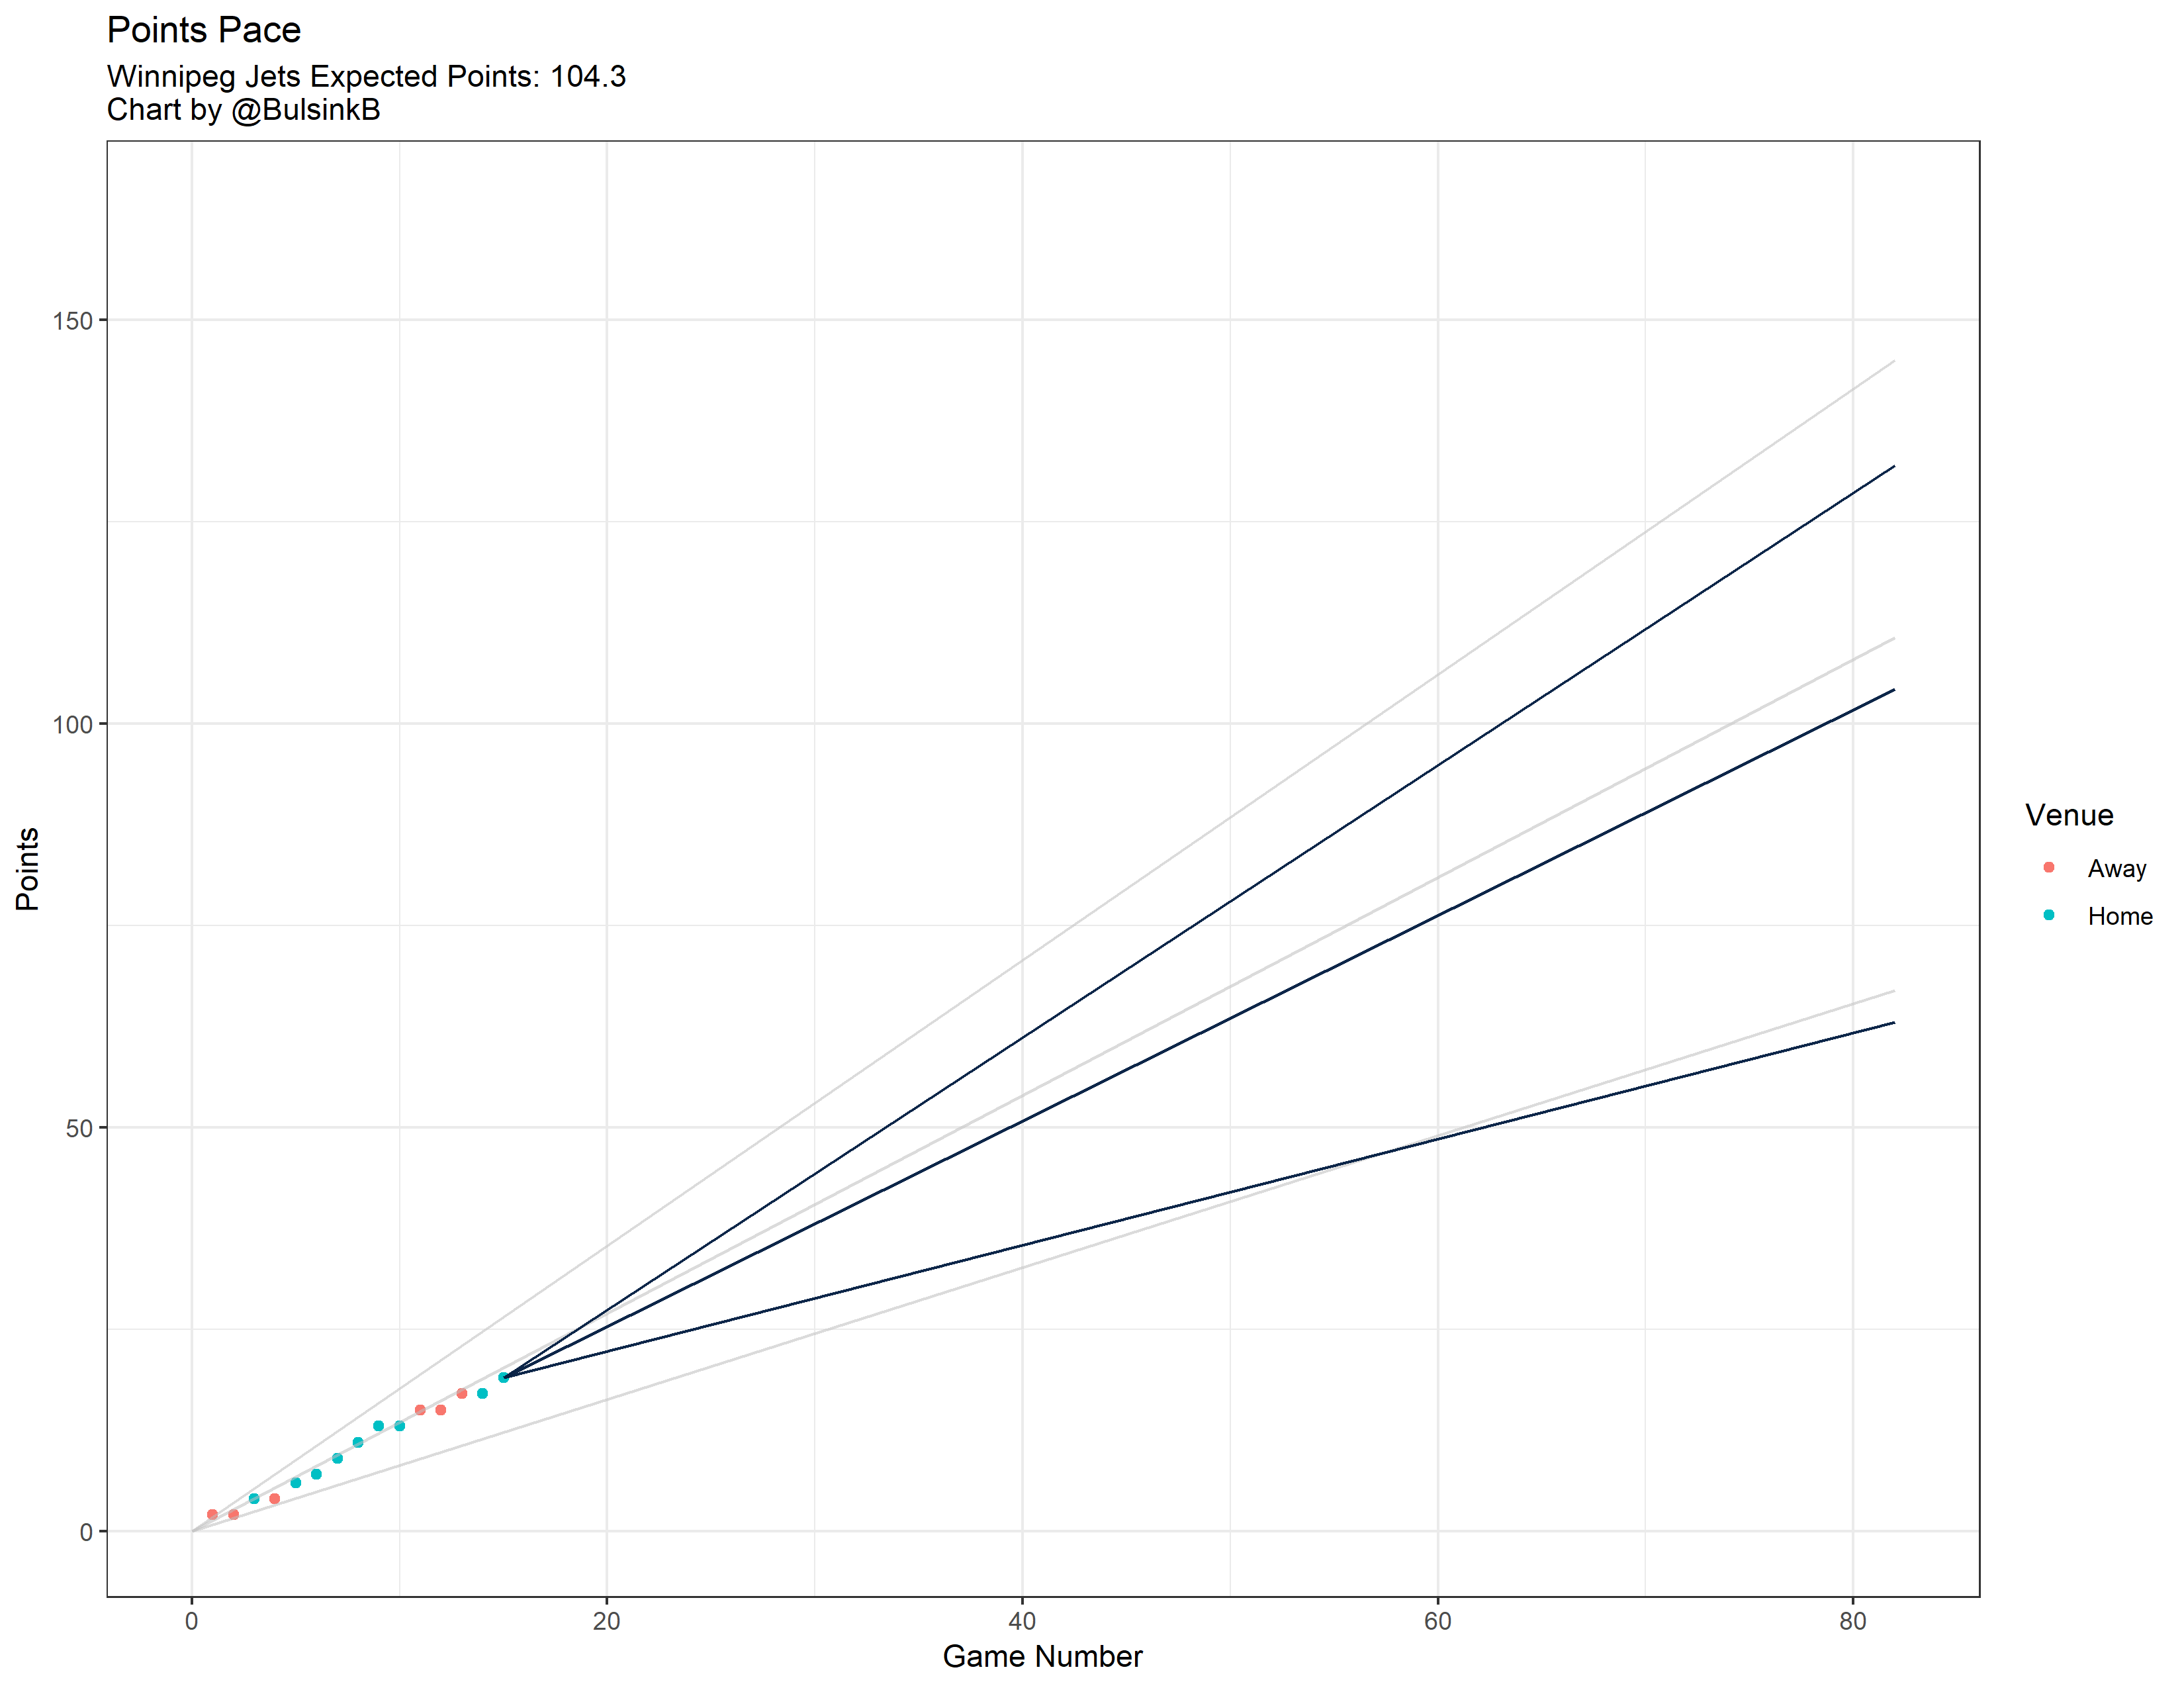 Points Pace
Winnipeg Jets Expected Points: 104.3
Chart by @BulsinkB
150
100
50
0
Points
0 20 40 60 80
Game Number
Venue
Away
Home